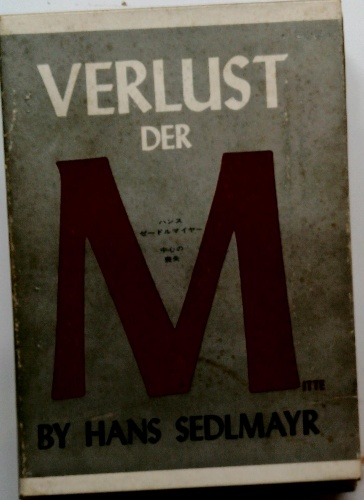 VERLUST
DER
M
ハンス
ゼードルマイヤー
中心の
喪失
ITTE
BY HANS SEDLMAYR